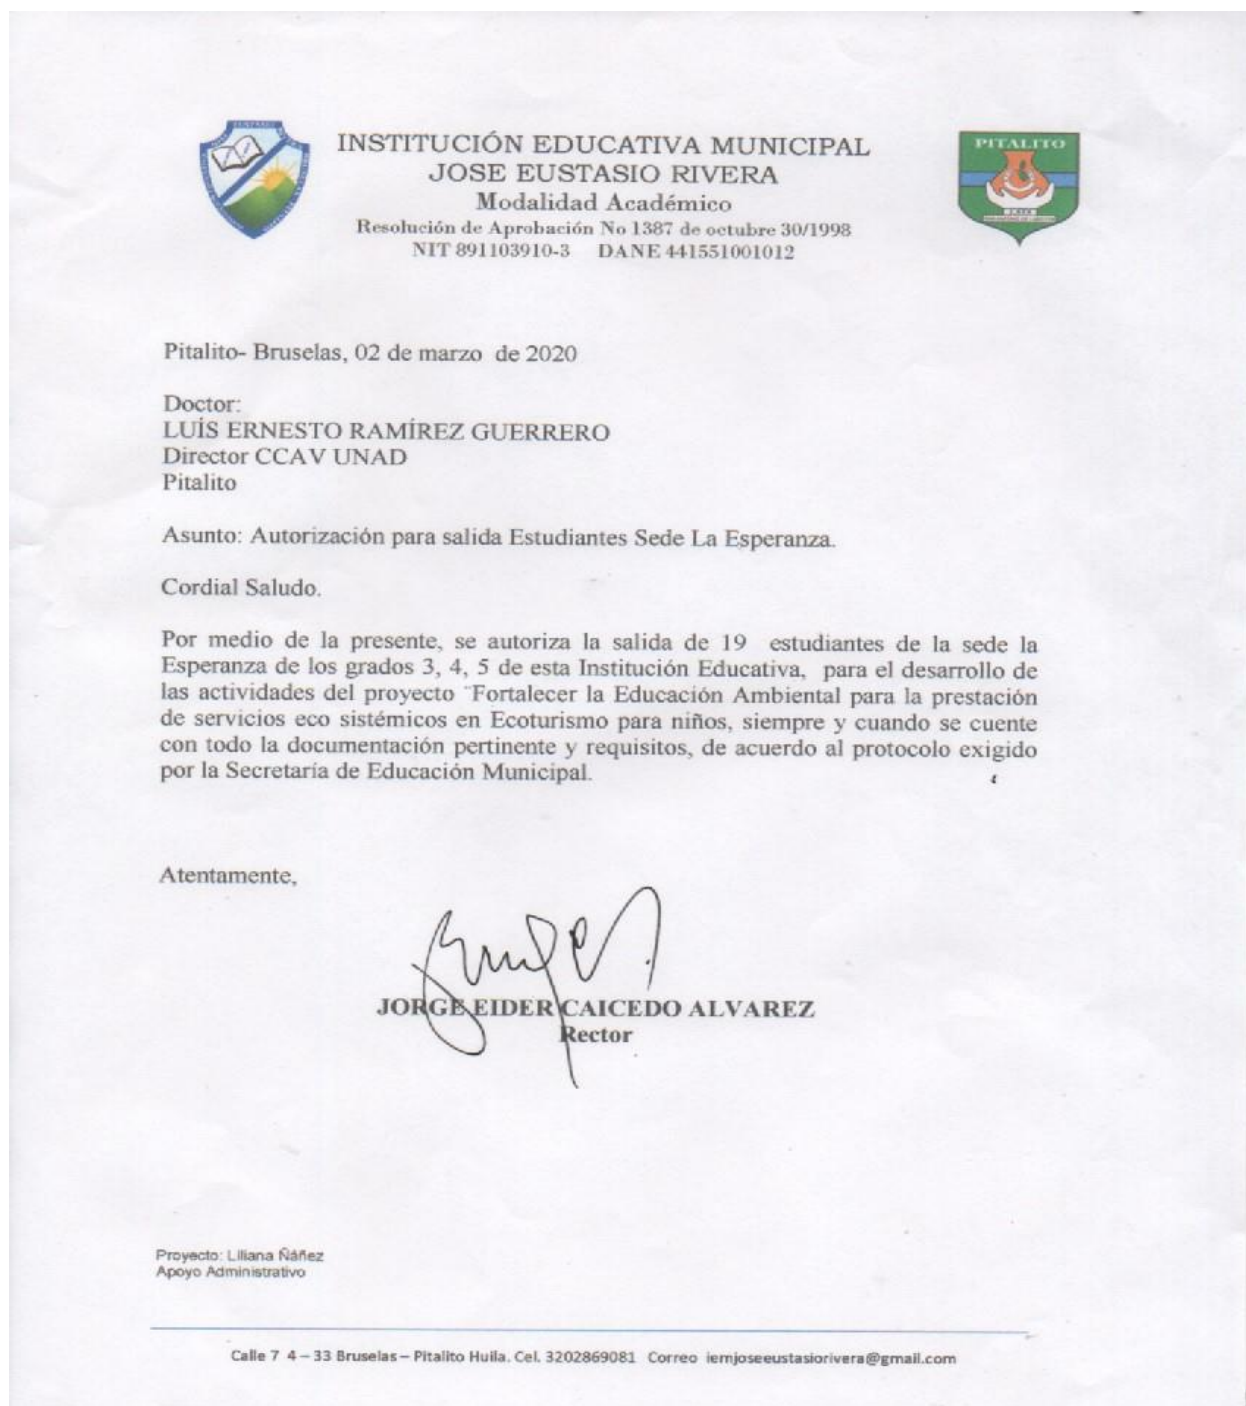 INSTITUCIÓN EDUCATIVA MUNICIPAL
JOSE EUSTASIO RIVERA
Modalidad Académico
Resolución de Aprobación No 1387 de octubre 30/1998
NIT 891103910-3 DANE 441551001012
PITALITO
Pitalito- Bruselas, 02 de marzo de 2020
Doctor:
LUÍS ERNESTO RAMÍREZ GUERRERO
Director CCAV UNAD
Pitalito
Asunto: Autorización para salida Estudiantes Sede La Esperanza.
Cordial Saludo.
Por medio de la presente, se autoriza la salida de 19 estudiantes de la sede la
Esperanza de los grados 3, 4, 5 de esta Institución Educativa, para el desarrollo de
las actividades del proyecto ¨Fortalecer la Educación Ambiental para la prestación
de servicios eco sistémicos en Ecoturismo para niños, siempre y cuando se cuente
con todo la documentación pertinente y requisitos, de acuerdo al protocolo exigido
por la Secretaría de Educación Municipal.
Atentamente,
JORGE EIDER CAICEDO ALVAREZ
Rector
Proyecto: Liliana Ñáñez
Apoyo Administrativo
Calle 7 4 – 33 Bruselas – Pitalito Huila. Cel. 3202869081 Correo iemjoseeustasiorivera@gmail.com